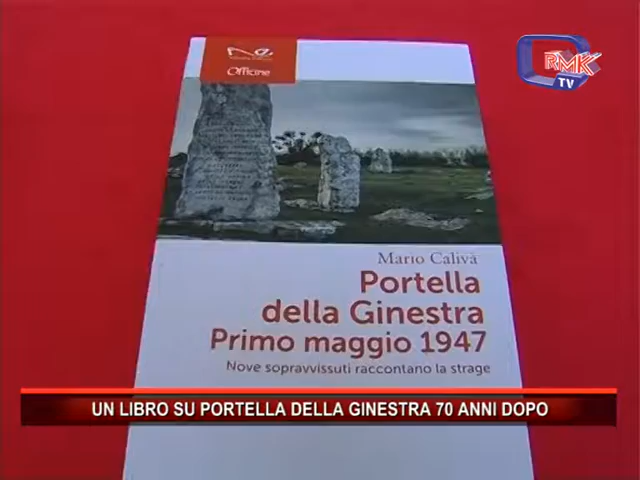 Officine
RMK
TV
Mario Calivà
Portella
della Ginestra
Primo maggio 1947
Nove sopravvissuti raccontano la strage
UN LIBRO SU PORTELLA DELLA GINESTRA 70 ANNI DOPO